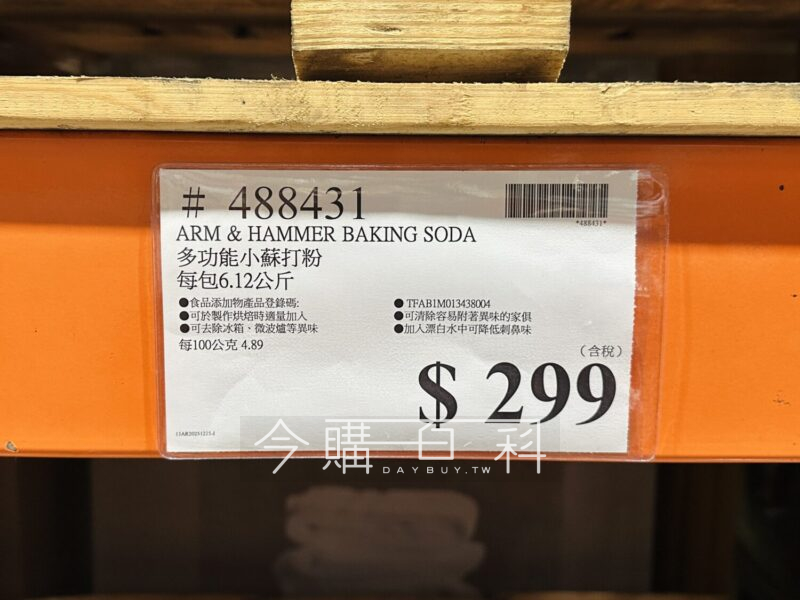 # 488431
*488431*
ARM & HAMMER BAKING SODA
多功能小蘇打粉
每包6.12公斤
●食品添加物產品登錄碼:
●TFAB1M013438004
●可於製作烘焙時適量加入
●可清除容易附著異味的家俱
●可去除冰箱、微波爐等異味
●加入漂白水中可降低刺鼻味
每100公克 4.89
(含稅)
$ 299
今購百科
DAYBUY.TW